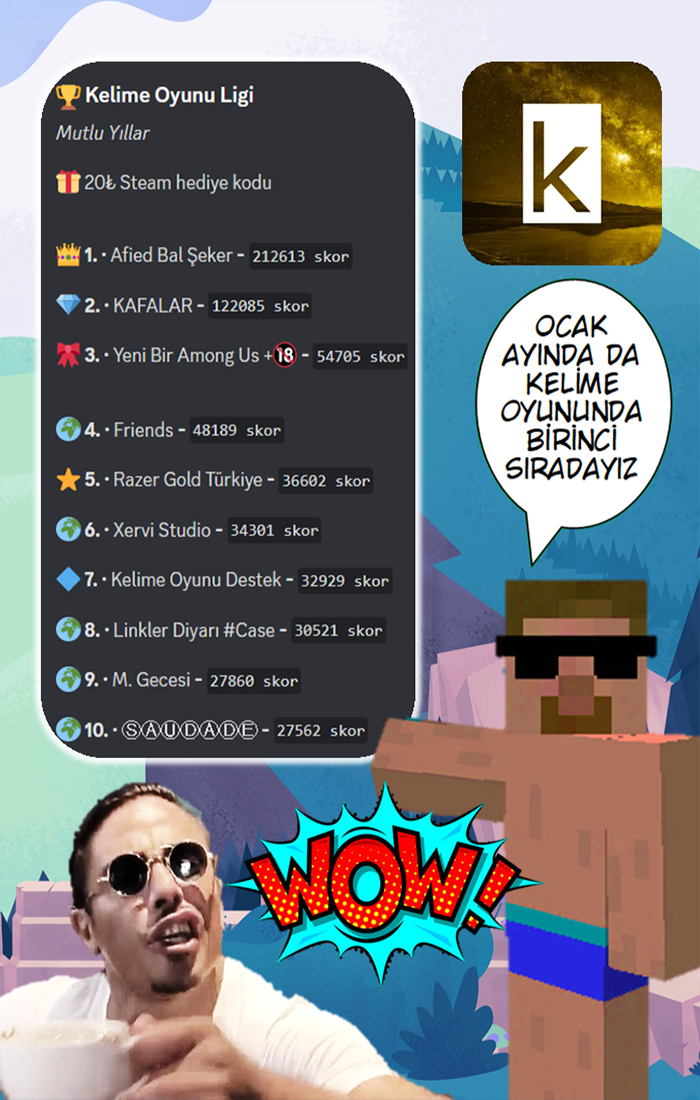 Kelime Oyunu Ligi
Mutlu Yıllar
20₺ Steam hediye kodu
1. • Afied Bal Şeker - 212613 skor
2. • KAFALAR - 122085 skor
3. • Yeni Bir Among Us +🔞 - 54705 skor
4. • Friends - 48189 skor
5. • Razer Gold Türkiye - 36602 skor
6. • Xervi Studio - 34301 skor
7. • Kelime Oyunu Destek - 32929 skor
8. • Linkler Diyarı #Case - 30521 skor
9. • M. Gecesi - 27860 skor
10. • ⓈⒶⓊⒹⒶⒹⒺ - 27562 skor
k
OCAK
AYINDA DA
KELİME
OYUNUNDA
BİRİNCİ
SIRADAYIZ
WOW!